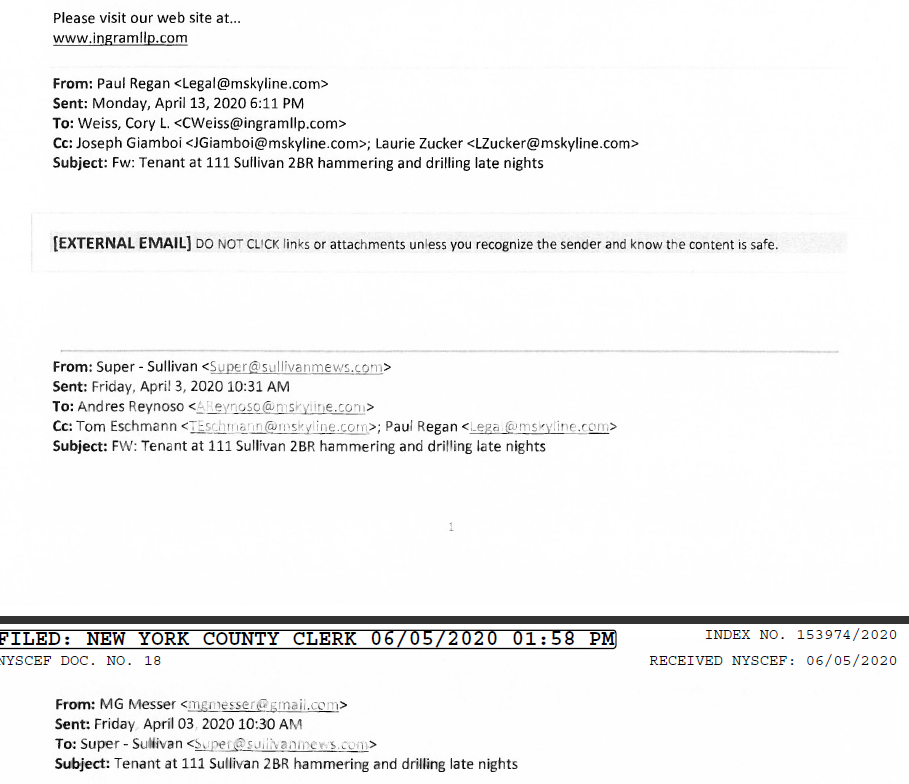 Please visit our web site at...
www.ingramllp.com
From: Paul Regan <Legal@mskyline.com>
Sent: Monday, April 13, 2020 6:11 PM
To: Weiss, Cory L. <CWeiss@ingramllp.com>
Cc: Joseph Giamboi <JGiamboi@mskyline.com>; Laurie Zucker <LZucker@mskyline.com>
Subject: Fw: Tenant at 111 Sullivan 2BR hammering and drilling late nights
[EXTERNAL EMAIL] DO NOT CLICK links or attachments unless you recognize the sender and know the content is safe.
From: Super - Sullivan <Super@sullivanmews.com>
Sent: Friday, April 3, 2020 10:31 AM
To: Andres Reynoso <AReynoso@mskyline.com>
Cc: Tom Eschmann <TEschmann@mskyline.com>; Paul Regan <Legal@mskyline.com>
Subject: FW: Tenant at 111 Sullivan 2BR hammering and drilling late nights
1
FILED: NEW YORK COUNTY CLERK 06/05/2020 01:58 PM
INDEX NO. 153974/2020
NYSCEF DOC. NO. 18
RECEIVED NYSCEF: 06/05/2020
From: MG Messer <mgmesser@gmail.com>
Sent: Friday, April 03, 2020 10:30 AM
To: Super - Sullivan <Super@sullivanmews.com>
Subject: Tenant at 111 Sullivan 2BR hammering and drilling late nights